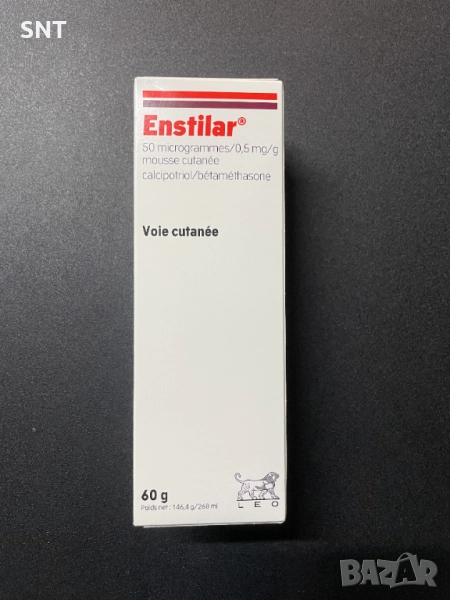 SNT
Enstilar®
50 microgrammes/0,5 mg/g
mousse cutanée
calcipotriol/bétaméthasone
Voie cutanée
60 g
Poids net : 146,4 g/268 ml
LEO
BAZAR